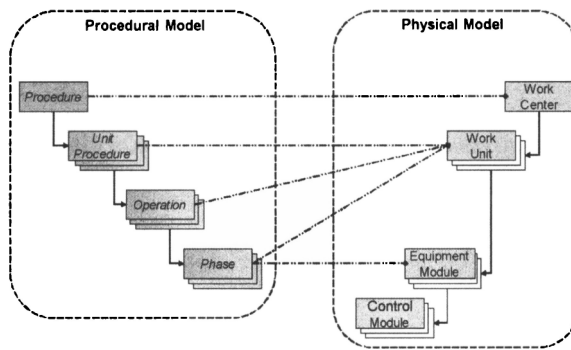 Procedural Model
Physical Model
Procedure
Work
Center
Unit
Procedure
Work
Unit
Operation
Phase
Equipment
Module
Control
Module